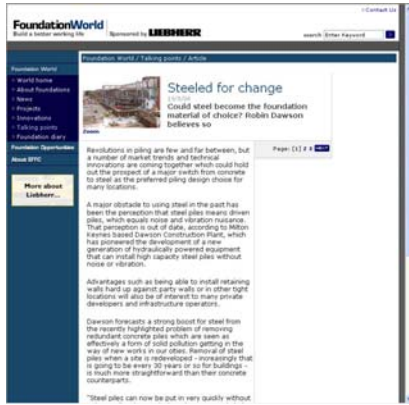 › Contact Us
FoundationWorld
Build a better working life
Sponsored by LIEBHERR
search Enter Keyword
Foundation World / Talking points / Article
Foundation World
› World home
› About foundations
› News
› Projects
› Innovations
› Talking points
› Foundation diary
Foundation Opportunities
About EFFC
More about
Liebherr...
Steeled for change
Could steel become the foundation
material of choice? Robin Dawson
believes so
Zoom
Page: [1] 2 3 NEXT
Revolutions in piling are few and far between, but
a number of market trends and technical
innovations are coming together which could hold
out the prospect of a major switch from concrete
to steel as the preferred piling design choice for
many locations.
A major obstacle to using steel in the past has
been the perception that steel piles means driven
piles, which equals noise and vibration nuisance.
That perception is out of date, according to Milton
Keynes based Dawson Construction Plant, which
has pioneered the development of a new
generation of hydraulically powered equipment
that can install high capacity steel piles without
noise or vibration.
Advantages such as being able to install retaining
walls hard up against party walls or in other tight
locations will also be of interest to many private
developers and infrastructure operators.
Dawson forecasts a strong boost for steel from
the recently highlighted problem of removing
redundant concrete piles which are seen as
effectively a form of solid pollution getting in the
way of new works in our cities. Removal of steel
piles when a site is redeveloped - increasingly that
is going to be every 30 years or so for buildings -
is much more straightforward than their concrete
counterparts.
"Steel piles can now be put in very quickly without